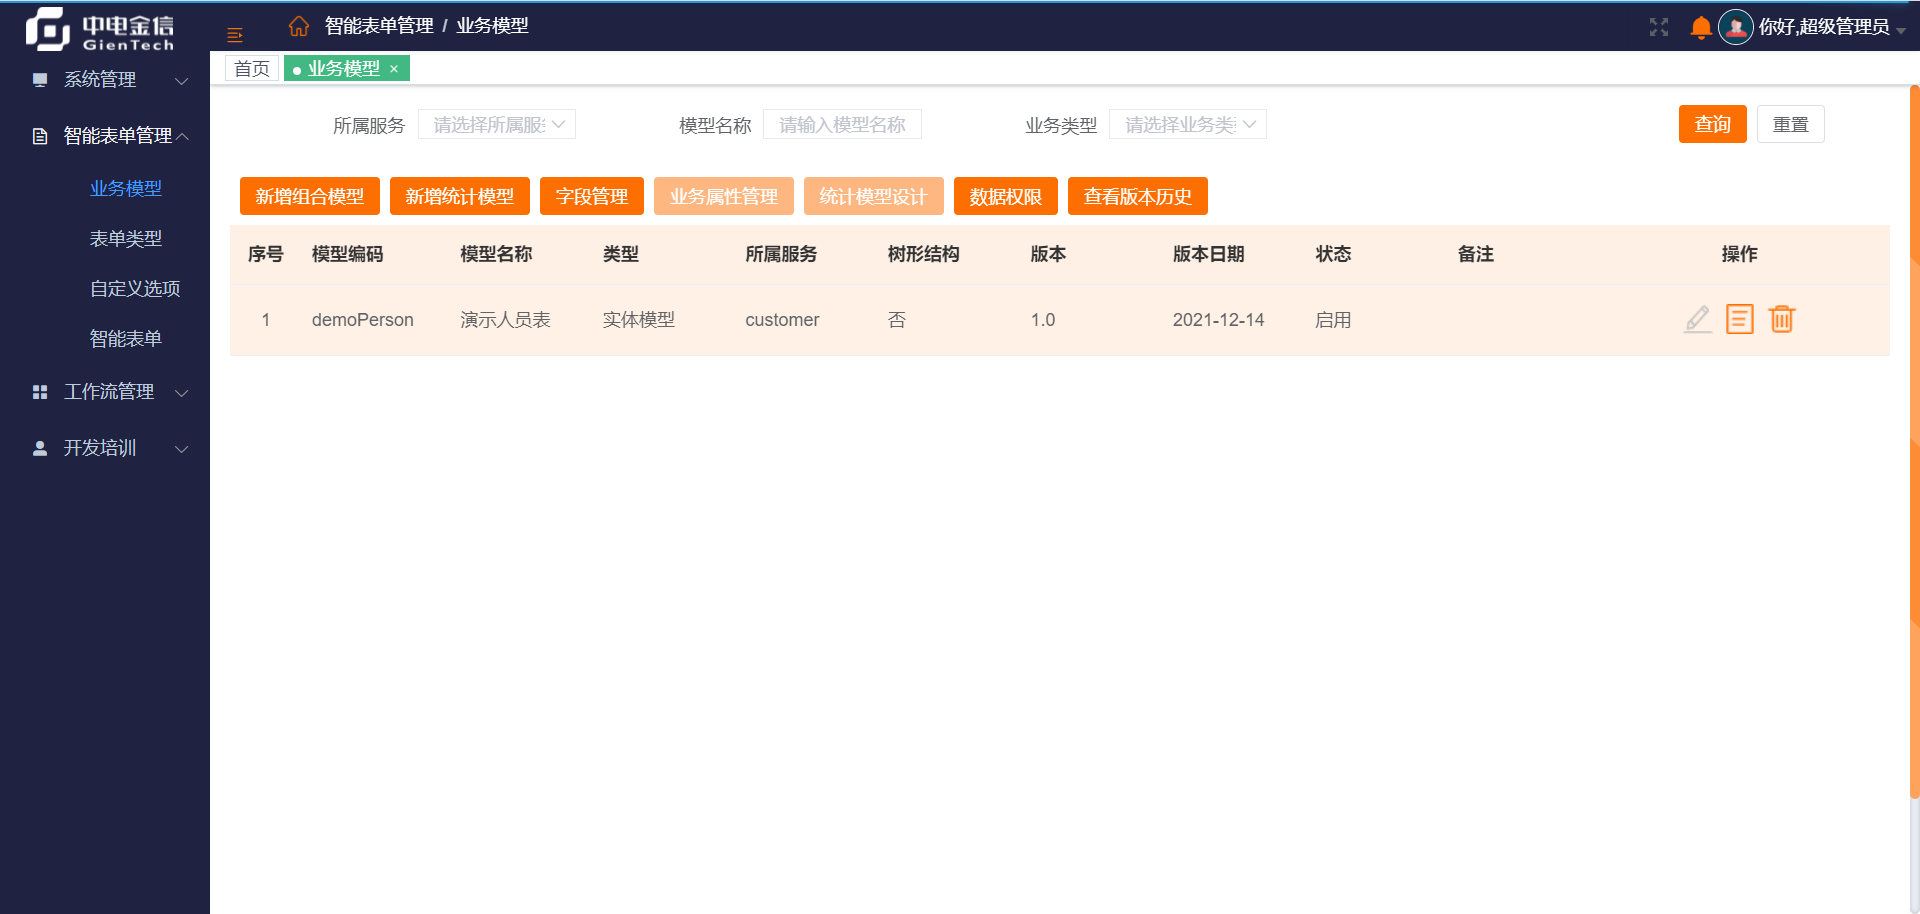 中电金信
GienTech
智能表单管理 / 业务模型
你好,超级管理员
系统管理
智能表单管理
业务模型
表单类型
自定义选项
智能表单
工作流管理
开发培训
首页
业务模型 ×
所属服务 请选择所属服
模型名称 请输入模型名称
业务类型 请选择业务类
查询 重置
新增组合模型 新增统计模型 字段管理 业务属性管理 统计模型设计 数据权限 查看版本历史
序号 模型编码 模型名称 类型 所属服务 树形结构 版本 版本日期 状态 备注 操作
1 demoPerson 演示人员表 实体模型 customer 否 1.0 2021-12-14 启用